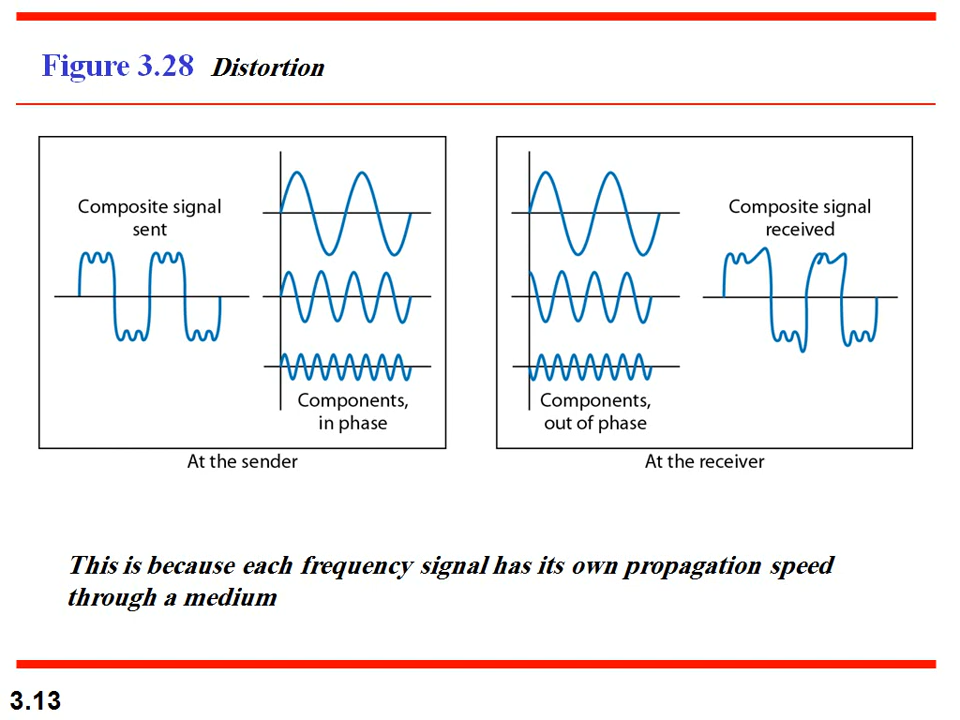 Figure 3.28 Distortion
Composite signal
sent
Components,
in phase
At the sender
Components,
out of phase
Composite signal
received
At the receiver
This is because each frequency signal has its own propagation speed
through a medium
3.13